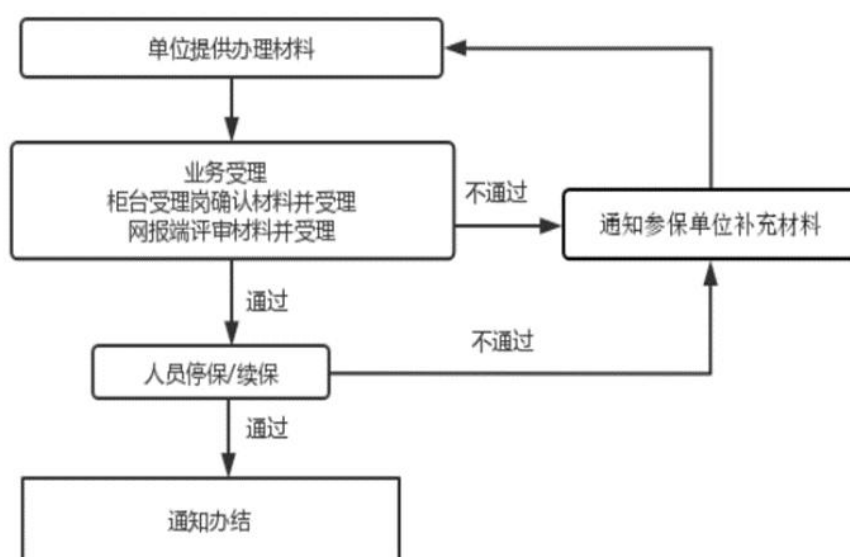 单位提供办理材料
业务受理
柜台受理岗确认材料并受理
网报端评审材料并受理
不通过
通知参保单位补充材料
通过
不通过
人员停保/续保
通过
通知办结